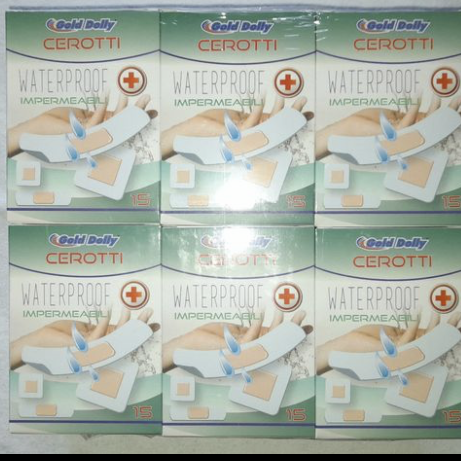 Gold Dolly Gold Dolly Gold Dolly
CEROTTI CEROTTI CEROTTI
WATERPROOF WATERPROOF WATERPROOF
IMPERMEABILI IMPERMEABILI IMPERMEABILI
15 15 15
Gold Dolly Gold Dolly Gold Dolly
CEROTTI CEROTTI CEROTTI
WATERPROOF WATERPROOF WATERPROOF
IMPERMEABILI IMPERMEABILI IMPERMEABILI
15 15 15